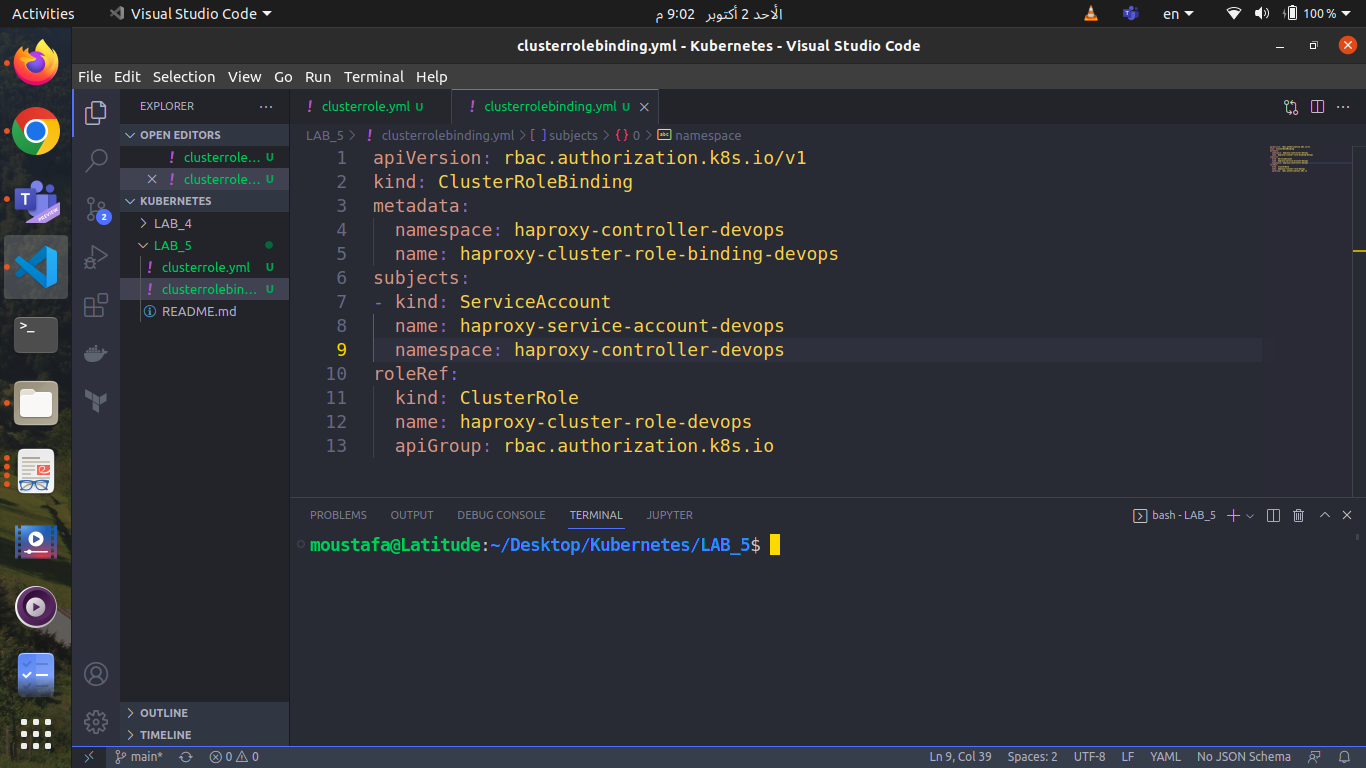 Activities
Visual Studio Code
الأحد 2 أكتوبر 9:02 م
en
100 %
clusterrolebinding.yml - Kubernetes - Visual Studio Code
File Edit Selection View Go Run Terminal Help
EXPLORER
OPEN EDITORS
clusterrole... U
clusterrole... U
KUBERNETES
LAB_4
LAB_5
clusterrole.yml U
clusterrolebin... U
README.md
OUTLINE
TIMELINE
2
clusterrole.yml U
clusterrolebinding.yml U
LAB_5 > clusterrolebinding.yml > [ ] subjects > { } 0 > abc namespace
1 apiVersion: rbac.authorization.k8s.io/v1
2 kind: ClusterRoleBinding
3 metadata:
4   namespace: haproxy-controller-devops
5   name: haproxy-cluster-role-binding-devops
6 subjects:
7 - kind: ServiceAccount
8   name: haproxy-service-account-devops
9   namespace: haproxy-controller-devops
10 roleRef:
11   kind: ClusterRole
12   name: haproxy-cluster-role-devops
13   apiGroup: rbac.authorization.k8s.io
PROBLEMS OUTPUT DEBUG CONSOLE TERMINAL JUPYTER
bash - LAB_5
moustafa@Latitude:~/Desktop/Kubernetes/LAB_5$
main* 0 0
Ln 9, Col 39 Spaces: 2 UTF-8 LF YAML No JSON Schema